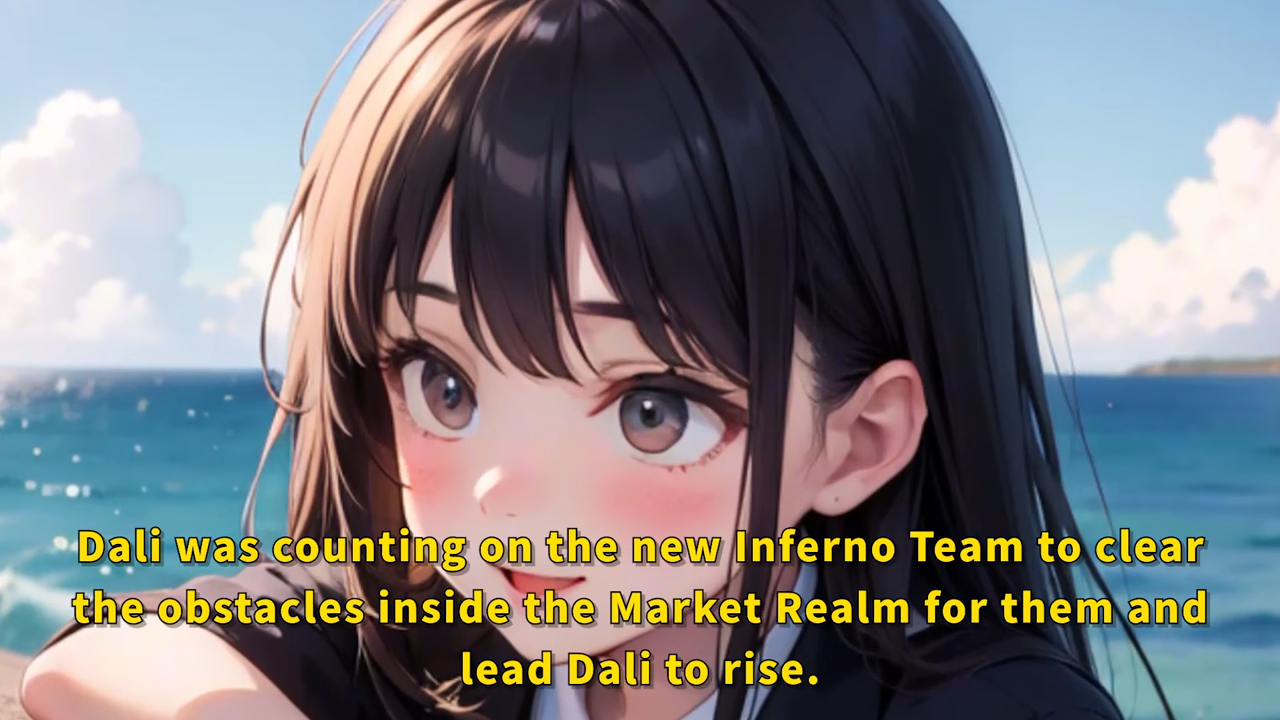 Dali was counting on the new Inferno Team to clear
the obstacles inside the Market Realm for them and
lead Dali to rise.